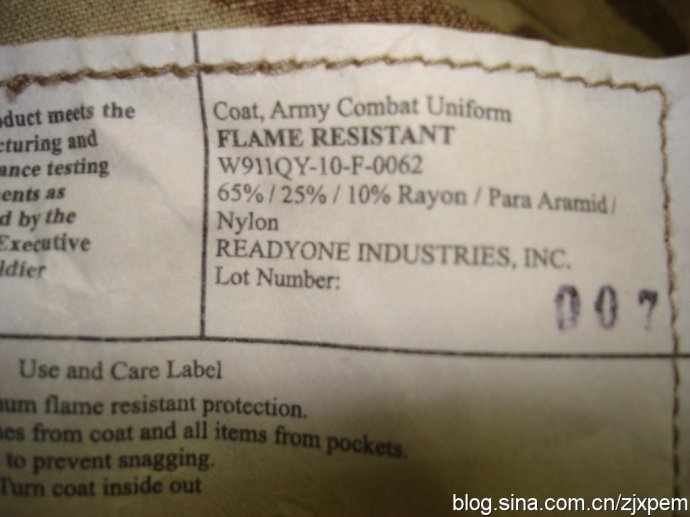 oduct meets the
cturing and
ance testing
ents as
d by the
Executive
ldier
Coat, Army Combat Uniform
FLAME RESISTANT
W911QY-10-F-0062
65% / 25% / 10% Rayon / Para Aramid /
Nylon
READYONE INDUSTRIES, INC.
Lot Number:
007
Use and Care Label
num flame resistant protection.
es from coat and all items from pockets,
to prevent snagging.
Turn coat inside out
blog.sina.com.cn/zjxpem